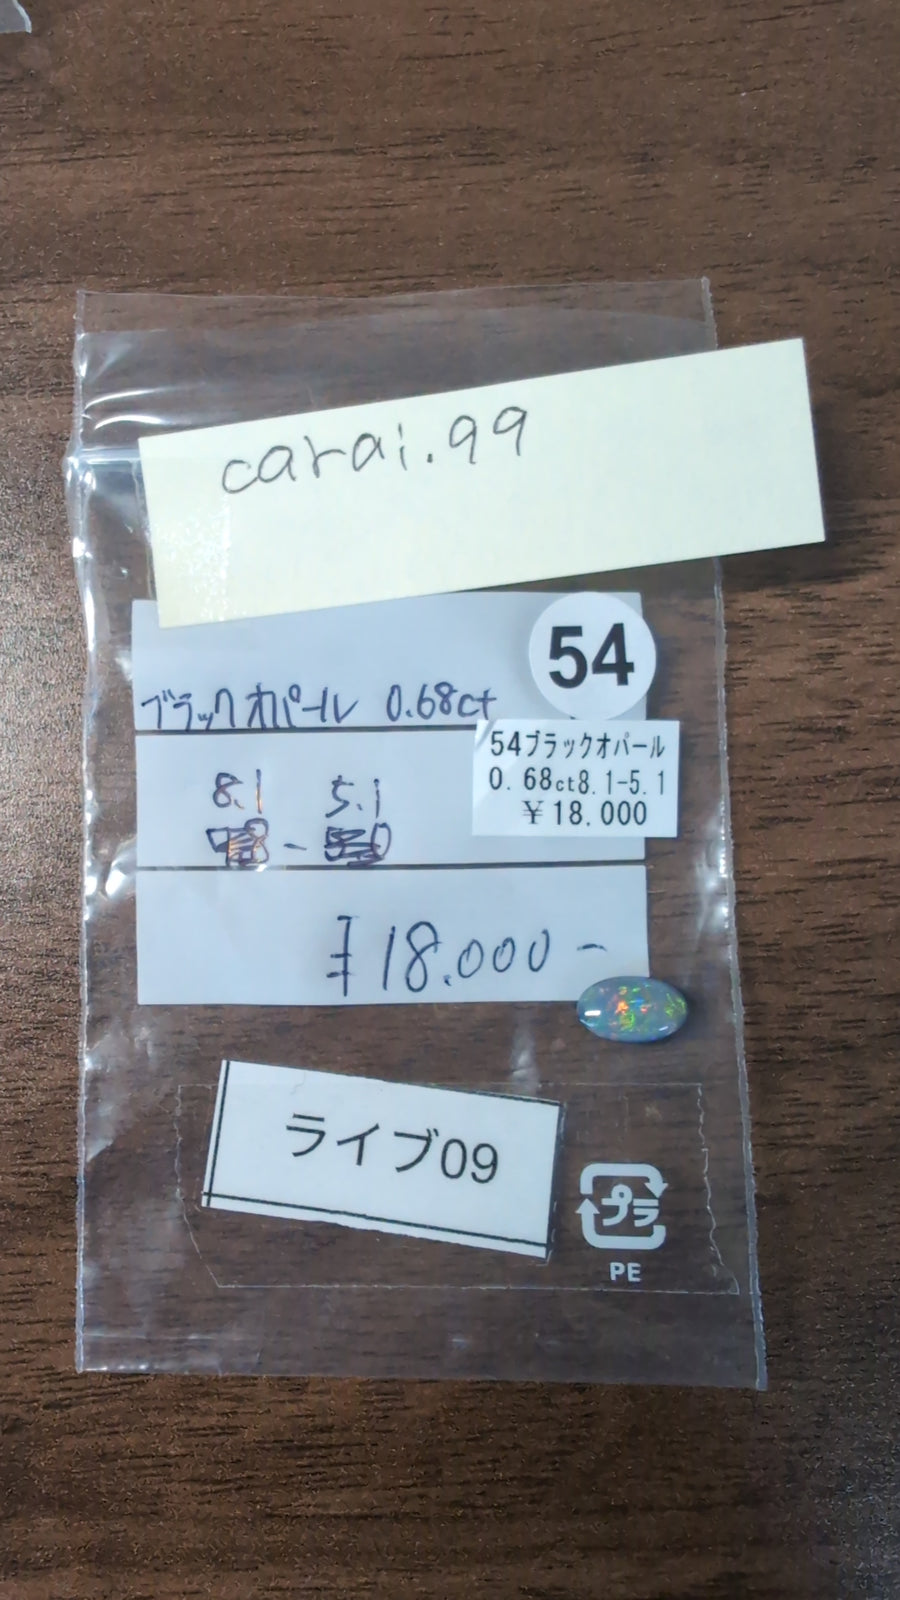 carai.99
54
ブラックオパール 0.68ct
54ブラックオパール
0.68ct8.1-5.1
¥18.000
8.1 5.1
-
¥18.000-
ライブ09
プラ
PE